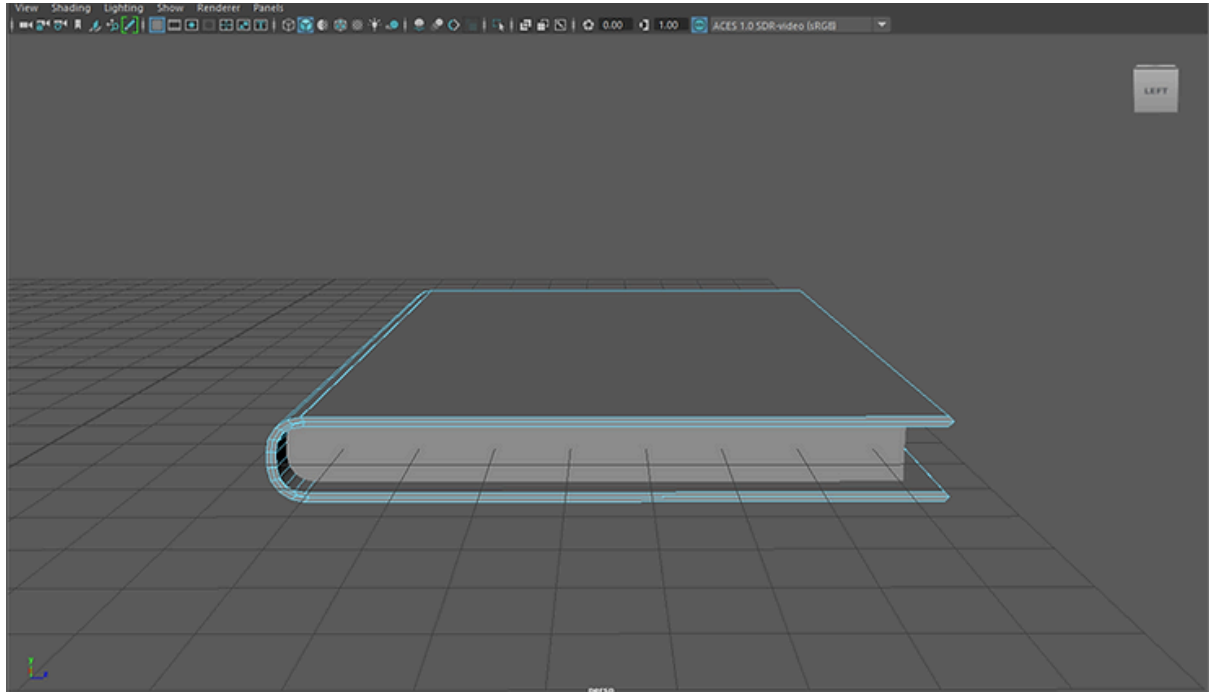 View Shading Lighting Show Renderer Panels
0.00 1.00 ACES 1.0 SDR-video (sRGB)
LEFT
y
z
persp